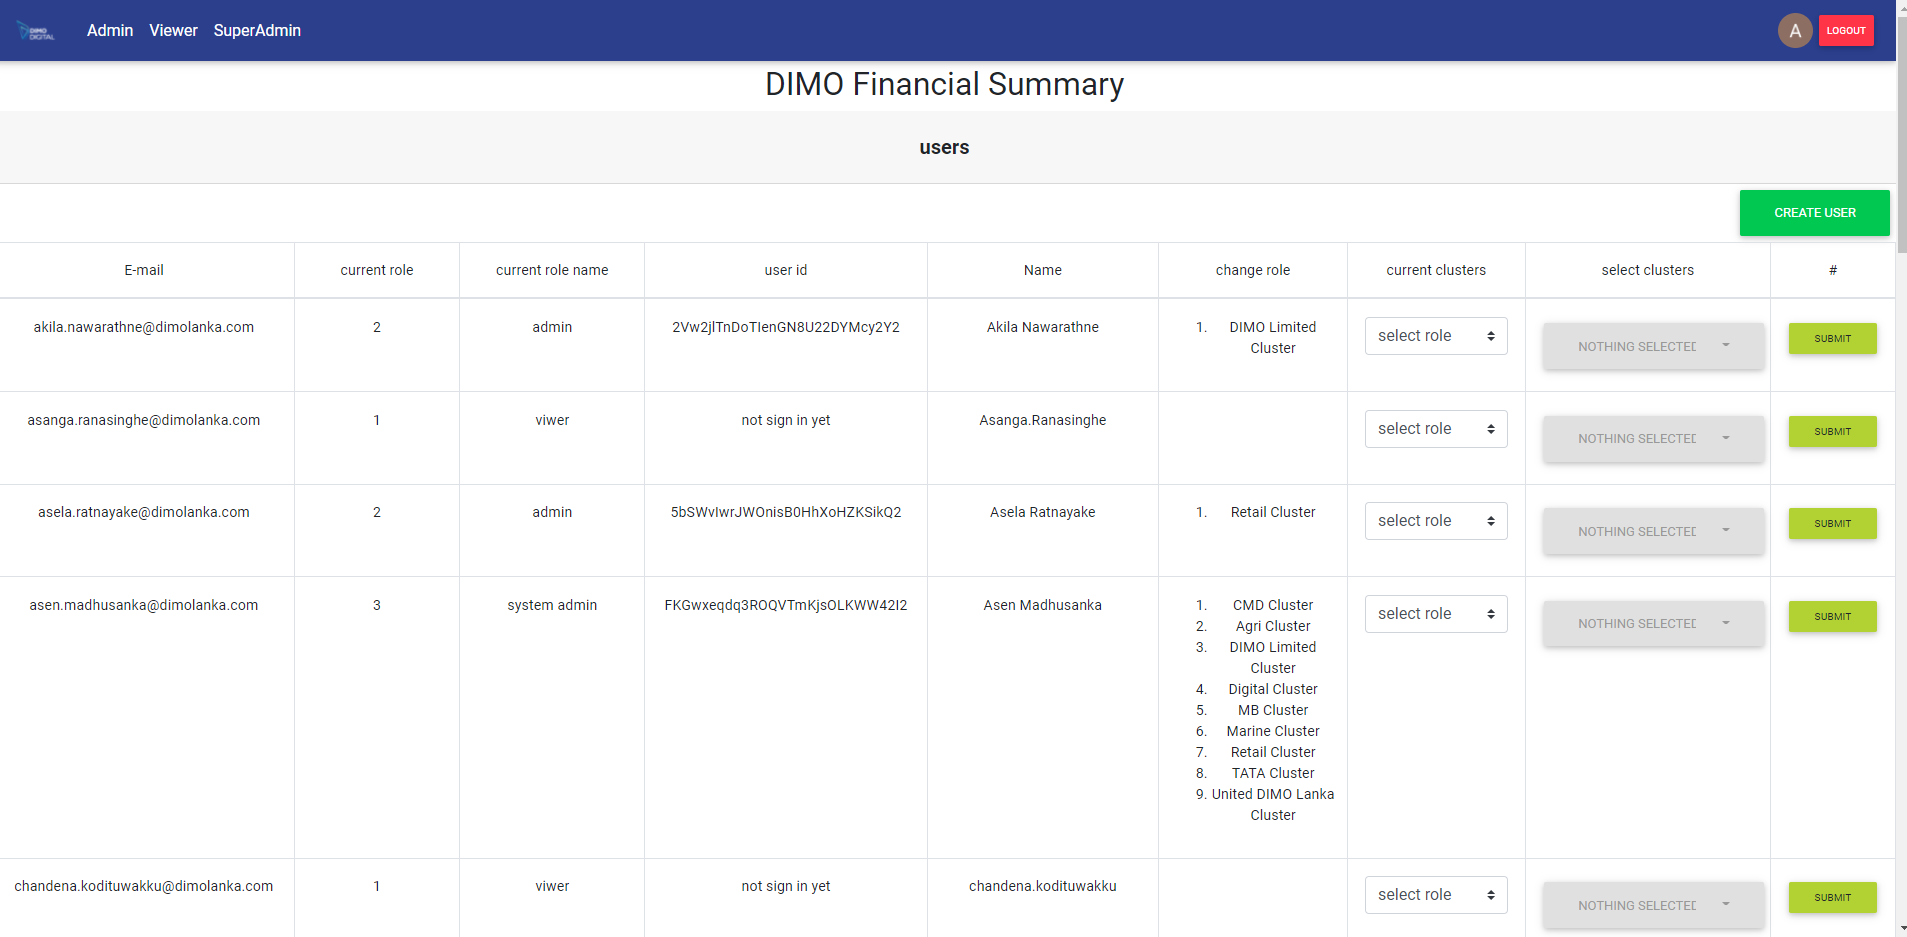 DIMO
DIGITAL
Admin Viewer SuperAdmin
A
LOGOUT
DIMO Financial Summary
users
CREATE USER
E-mail current role current role name user id Name change role current clusters select clusters #
akila.nawarathne@dimolanka.com 2 admin 2Vw2jlTnDoTIenGN8U22DYMcy2Y2 Akila Nawarathne 1. DIMO Limited
Cluster
select role NOTHING SELECTED SUBMIT
asanga.ranasinghe@dimolanka.com 1 viwer not sign in yet Asanga.Ranasinghe
select role NOTHING SELECTED SUBMIT
asela.ratnayake@dimolanka.com 2 admin 5bSWvIwrJWOnisB0HhXoHZKSikQ2 Asela Ratnayake 1. Retail Cluster
select role NOTHING SELECTED SUBMIT
asen.madhusanka@dimolanka.com 3 system admin FKGwxeqdq3ROQVTmKjsOLKWW42I2 Asen Madhusanka 1. CMD Cluster
select role NOTHING SELECTED SUBMIT
2. Agri Cluster
3. DIMO Limited
Cluster
4. Digital Cluster
5. MB Cluster
6. Marine Cluster
7. Retail Cluster
8. TATA Cluster
9. United DIMO Lanka
Cluster
chandena.kodituwakku@dimolanka.com 1 viwer not sign in yet chandena.kodituwakku
select role NOTHING SELECTED SUBMIT